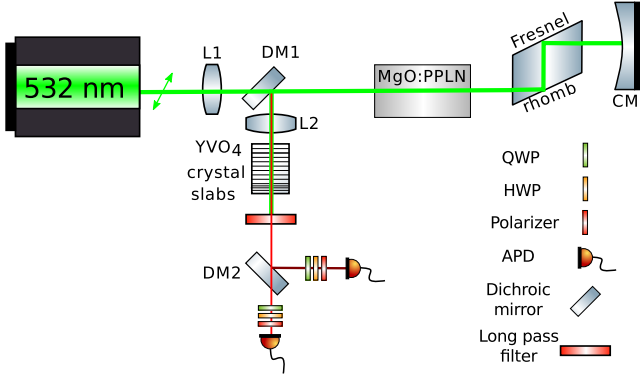 532 nm
L1
DM1
MgO:PPLN
Fresnel
rhomb
CM
L2
YVO4
crystal
slabs
DM2
QWP
HWP
Polarizer
APD
Dichroic
mirror
Long pass
filter